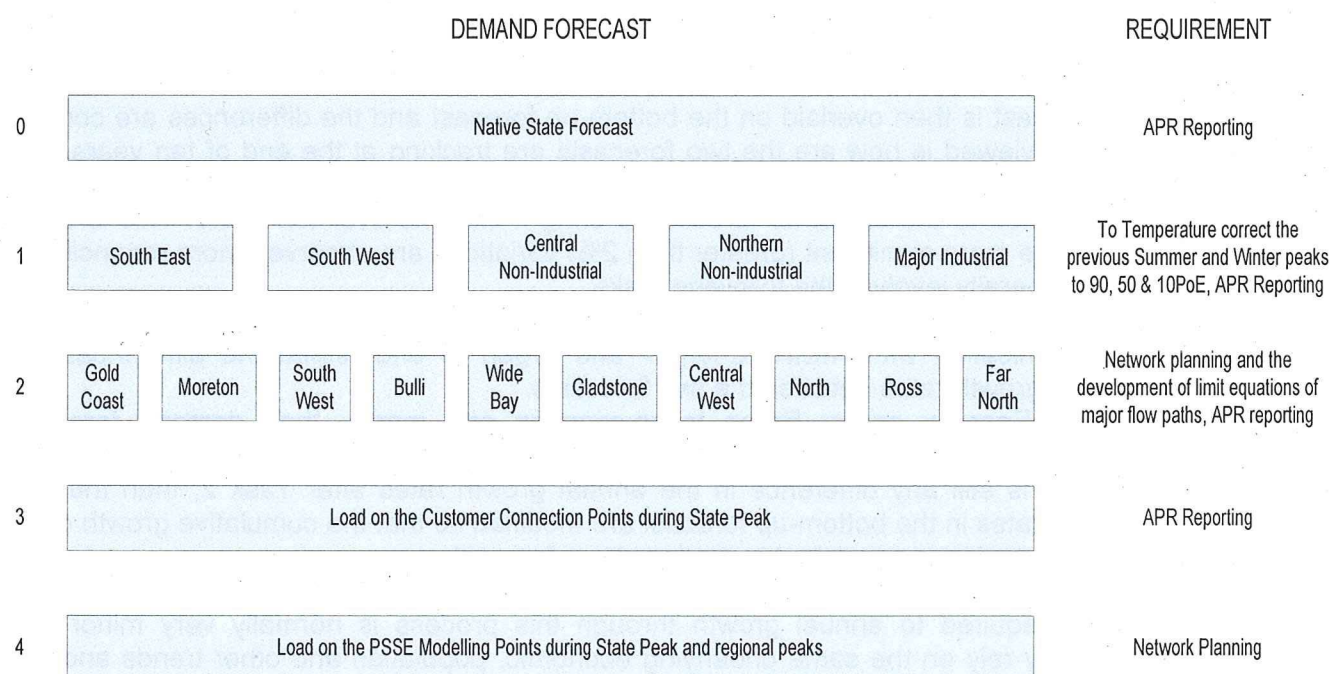 DEMAND FORECAST
REQUIREMENT
0
Native State Forecast
APR Reporting
1
South East
South West
Central
Non-Industrial
Northern
Non-industrial
Major Industrial
To Temperature correct the
previous Summer and Winter peaks
to 90, 50 & 10PoE, APR Reporting
2
Gold
Coast
Moreton
South
West
Bulli
Wide
Bay
Gladstone
Central
West
North
Ross
Far
North
Network planning and the
development of limit equations of
major flow paths, APR reporting
3
Load on the Customer Connection Points during State Peak
APR Reporting
4
Load on the PSSE Modelling Points during State Peak and regional peaks
Network Planning